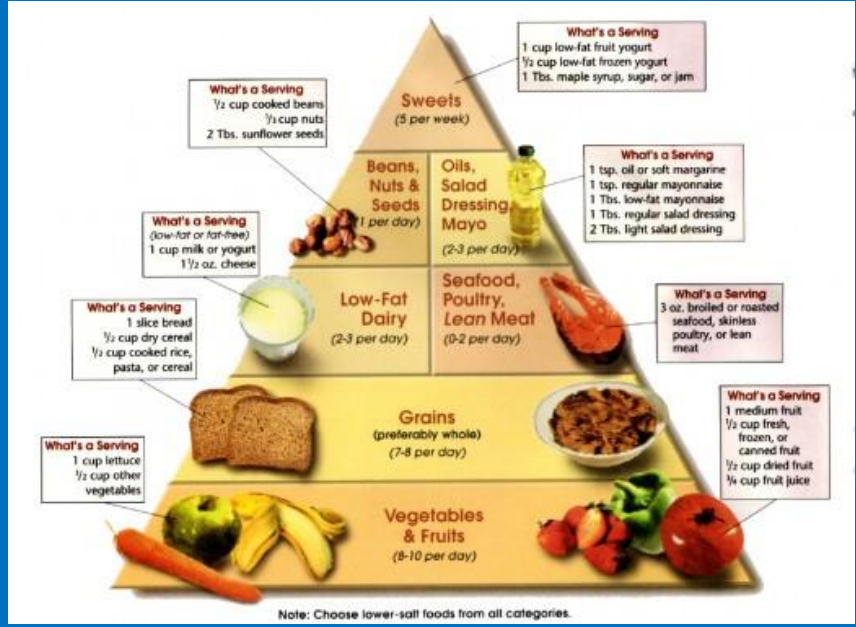 What's a Serving
1 cup low-fat fruit yogurt
½ cup low-fat frozen yogurt
1 Tbs. maple syrup, sugar, or jam
Sweets
(5 per week)
What's a Serving
½ cup cooked beans
⅓ cup nuts
2 Tbs. sunflower seeds
Beans,
Nuts &
Seeds
(1 per day)
Oils,
Salad
Dressing,
Mayo
(2-3 per day)
What's a Serving
1 tsp. oil or soft margarine
1 tsp. regular mayonnaise
1 Tbs. low-fat mayonnaise
1 Tbs. regular salad dressing
2 Tbs. light salad dressing
What's a Serving
(low-fat or fat-free)
1 cup milk or yogurt
1½ oz. cheese
Low-Fat
Dairy
(2-3 per day)
Seafood,
Poultry,
Lean Meat
(0-2 per day)
What's a Serving
3 oz. broiled or roasted
seafood, skinless
poultry, or lean
meat
What's a Serving
1 slice bread
½ cup dry cereal
½ cup cooked rice,
pasta, or cereal
Grains
(preferably whole)
(7-8 per day)
What's a Serving
1 medium fruit
½ cup fresh,
frozen, or
canned fruit
½ cup dried fruit
¾ cup fruit juice
What's a Serving
1 cup lettuce
½ cup other
vegetables
Vegetables
& Fruits
(8-10 per day)
Note: Choose lower-salt foods from all categories.